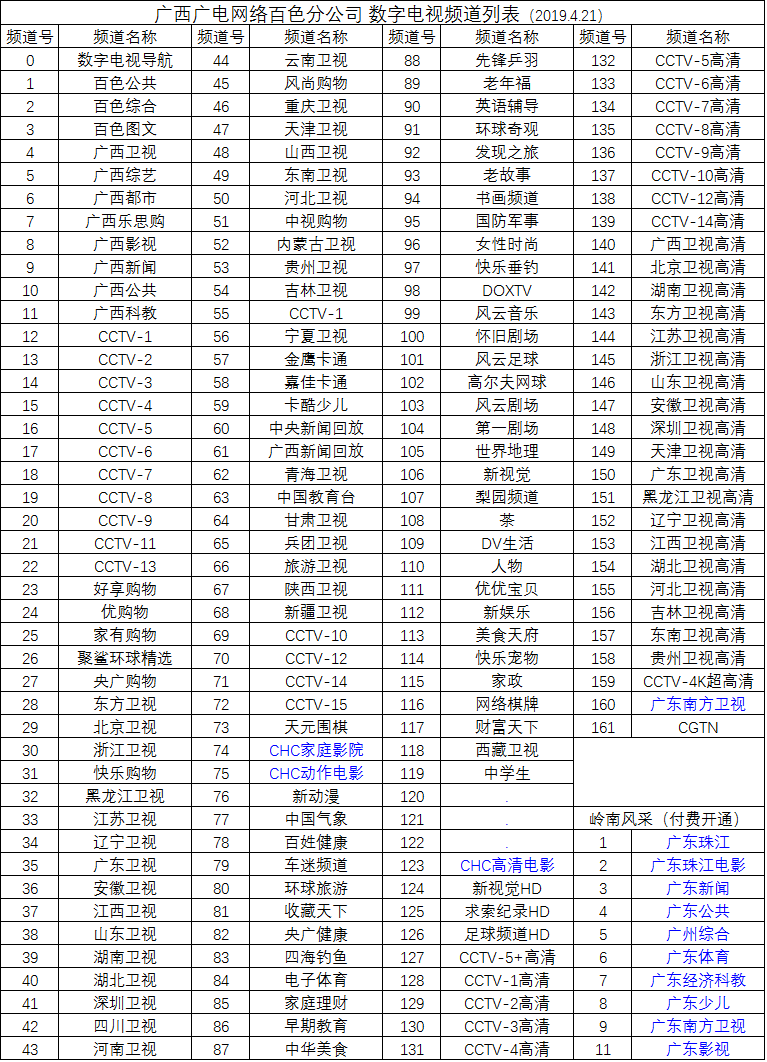 广西广电网络百色分公司 数字电视频道列表（2019.4.21）
频道号 频道名称 频道号 频道名称 频道号 频道名称 频道号 频道名称
0 数字电视导航 44 云南卫视 88 先锋乒羽 132 CCTV-5高清
1 百色公共 45 风尚购物 89 老年福 133 CCTV-6高清
2 百色综合 46 重庆卫视 90 英语辅导 134 CCTV-7高清
3 百色图文 47 天津卫视 91 环球奇观 135 CCTV-8高清
4 广西卫视 48 山西卫视 92 发现之旅 136 CCTV-9高清
5 广西综艺 49 东南卫视 93 老故事 137 CCTV-10高清
6 广西都市 50 河北卫视 94 书画频道 138 CCTV-12高清
7 广西乐思购 51 中视购物 95 国防军事 139 CCTV-14高清
8 广西影视 52 内蒙古卫视 96 女性时尚 140 广西卫视高清
9 广西新闻 53 贵州卫视 97 快乐垂钓 141 北京卫视高清
10 广西公共 54 吉林卫视 98 DOXTV 142 湖南卫视高清
11 广西科教 55 CCTV-1 99 风云音乐 143 东方卫视高清
12 CCTV-1 56 宁夏卫视 100 怀旧剧场 144 江苏卫视高清
13 CCTV-2 57 金鹰卡通 101 风云足球 145 浙江卫视高清
14 CCTV-3 58 嘉佳卡通 102 高尔夫网球 146 山东卫视高清
15 CCTV-4 59 卡酷少儿 103 风云剧场 147 安徽卫视高清
16 CCTV-5 60 中央新闻回放 104 第一剧场 148 深圳卫视高清
17 CCTV-6 61 广西新闻回放 105 世界地理 149 天津卫视高清
18 CCTV-7 62 青海卫视 106 新视觉 150 广东卫视高清
19 CCTV-8 63 中国教育台 107 梨园频道 151 黑龙江卫视高清
20 CCTV-9 64 甘肃卫视 108 茶 152 辽宁卫视高清
21 CCTV-11 65 兵团卫视 109 DV生活 153 江西卫视高清
22 CCTV-13 66 旅游卫视 110 人物 154 湖北卫视高清
23 好享购物 67 陕西卫视 111 优优宝贝 155 河北卫视高清
24 优购物 68 新疆卫视 112 新娱乐 156 吉林卫视高清
25 家有购物 69 CCTV-10 113 美食天府 157 东南卫视高清
26 聚鲨环球精选 70 CCTV-12 114 快乐宠物 158 贵州卫视高清
27 央广购物 71 CCTV-14 115 家政 159 CCTV-4K超高清
28 东方卫视 72 CCTV-15 116 网络棋牌 160 广东南方卫视
29 北京卫视 73 天元围棋 117 财富天下 161 CGTN
30 浙江卫视 74 CHC家庭影院 118 西藏卫视
31 快乐购物 75 CHC动作电影 119 中学生
32 黑龙江卫视 76 新动漫 120 .
33 江苏卫视 77 中国气象 121 . 岭南风采（付费开通）
34 辽宁卫视 78 百姓健康 122 . 1 广东珠江
35 广东卫视 79 车迷频道 123 CHC高清电影 2 广东珠江电影
36 安徽卫视 80 环球旅游 124 新视觉HD 3 广东新闻
37 江西卫视 81 收藏天下 125 求索纪录HD 4 广东公共
38 山东卫视 82 央广健康 126 足球频道HD 5 广州综合
39 湖南卫视 83 四海钓鱼 127 CCTV-5+高清 6 广东体育
40 湖北卫视 84 电子体育 128 CCTV-1高清 7 广东经济科教
41 深圳卫视 85 家庭理财 129 CCTV-2高清 8 广东少儿
42 四川卫视 86 早期教育 130 CCTV-3高清 9 广东南方卫视
43 河南卫视 87 中华美食 131 CCTV-4高清 11 广东影视